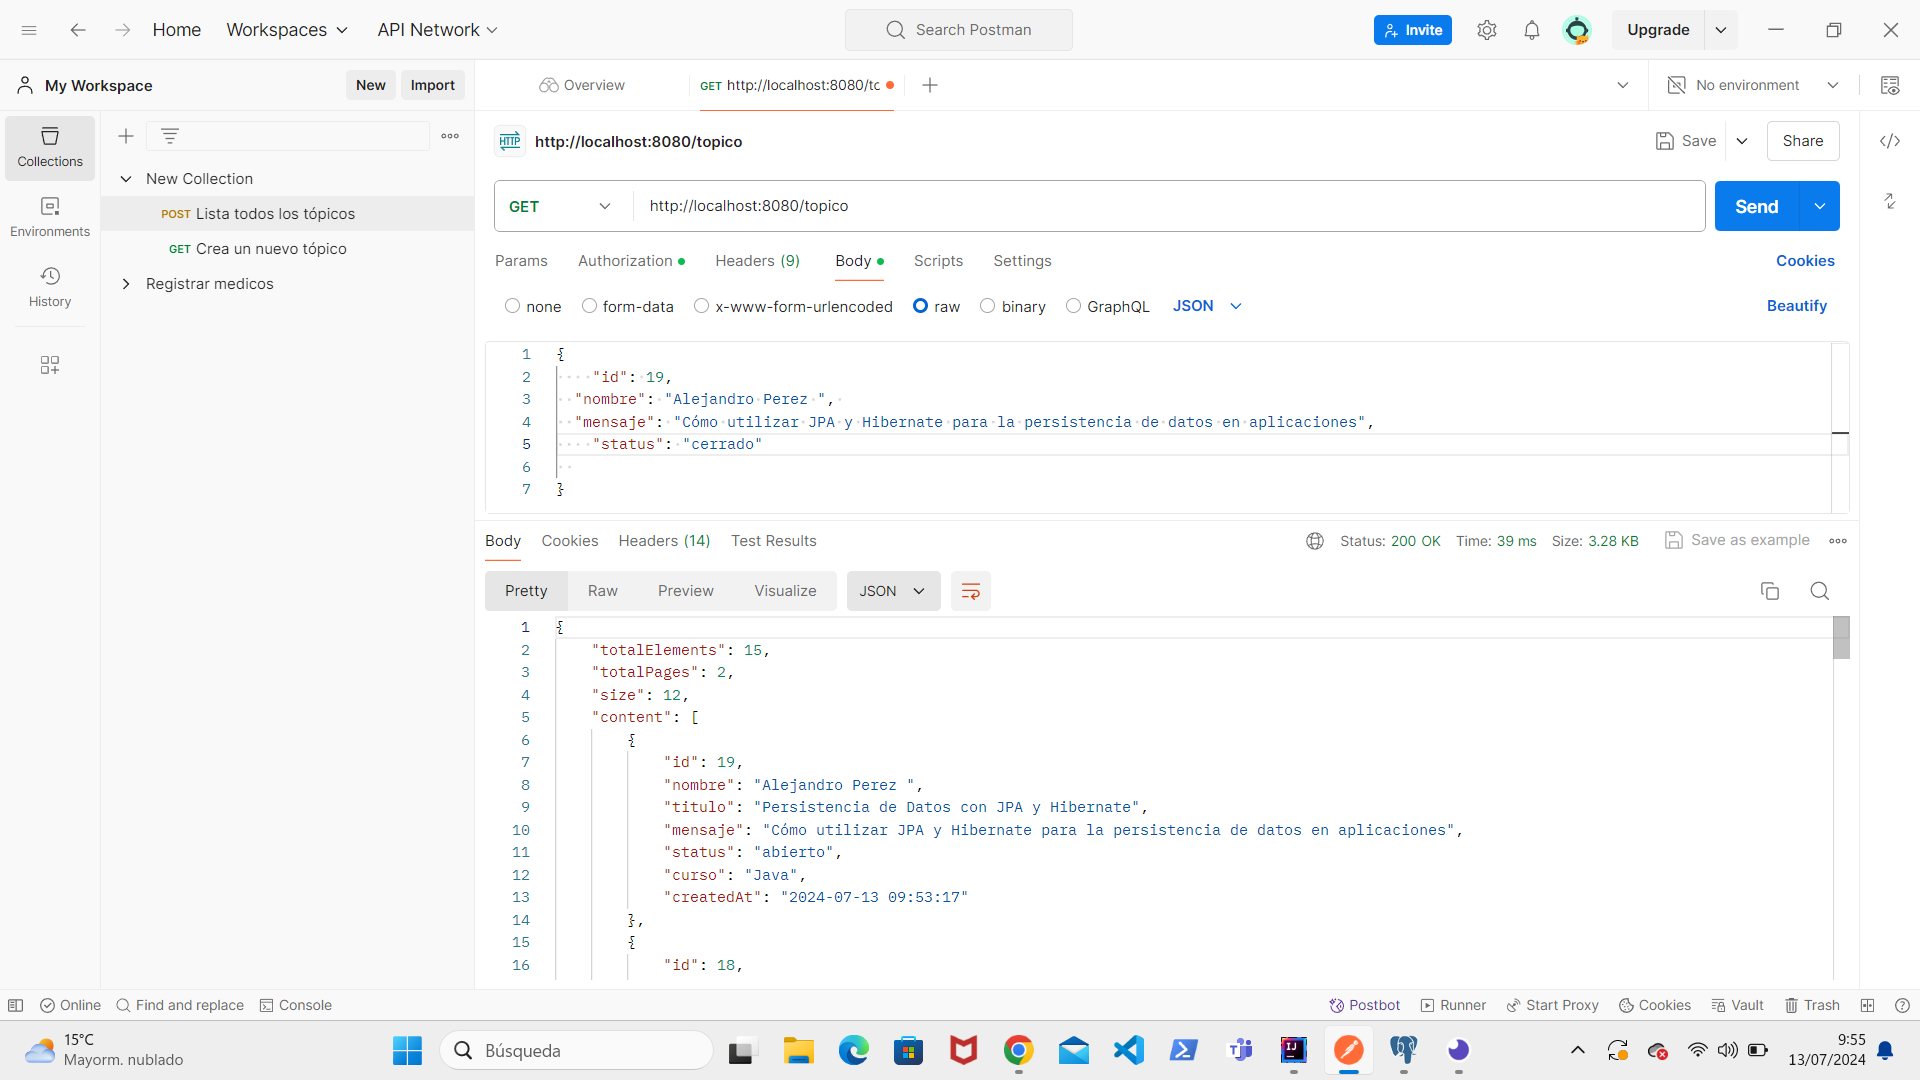 Home Workspaces API Network Search Postman Invite Upgrade
My Workspace New Import Overview GET http://localhost:8080/tc No environment
Collections
Environments
History
New Collection
POST Lista todos los tópicos
GET Crea un nuevo tópico
Registrar medicos
HTTP http://localhost:8080/topico Save Share
GET http://localhost:8080/topico Send
Params Authorization Headers (9) Body Scripts Settings Cookies
none form-data x-www-form-urlencoded raw binary GraphQL JSON Beautify
1 {
2 "id": 19,
3 "nombre": "Alejandro Perez ",
4 "mensaje": "Cómo utilizar JPA y Hibernate para la persistencia de datos en aplicaciones",
5 "status": "cerrado"
6
7 }
Body Cookies Headers (14) Test Results Status: 200 OK Time: 39 ms Size: 3.28 KB Save as example
Pretty Raw Preview Visualize JSON
1 {
2 "totalElements": 15,
3 "totalPages": 2,
4 "size": 12,
5 "content": [
6 {
7 "id": 19,
8 "nombre": "Alejandro Perez ",
9 "titulo": "Persistencia de Datos con JPA y Hibernate",
10 "mensaje": "Cómo utilizar JPA y Hibernate para la persistencia de datos en aplicaciones",
11 "status": "abierto",
12 "curso": "Java",
13 "createdAt": "2024-07-13 09:53:17"
14 },
15 {
16 "id": 18,
Online Find and replace Console Postbot Runner Start Proxy Cookies Vault Trash
15°C
Mayorm. nublado
Búsqueda
IJ
9:55
13/07/2024